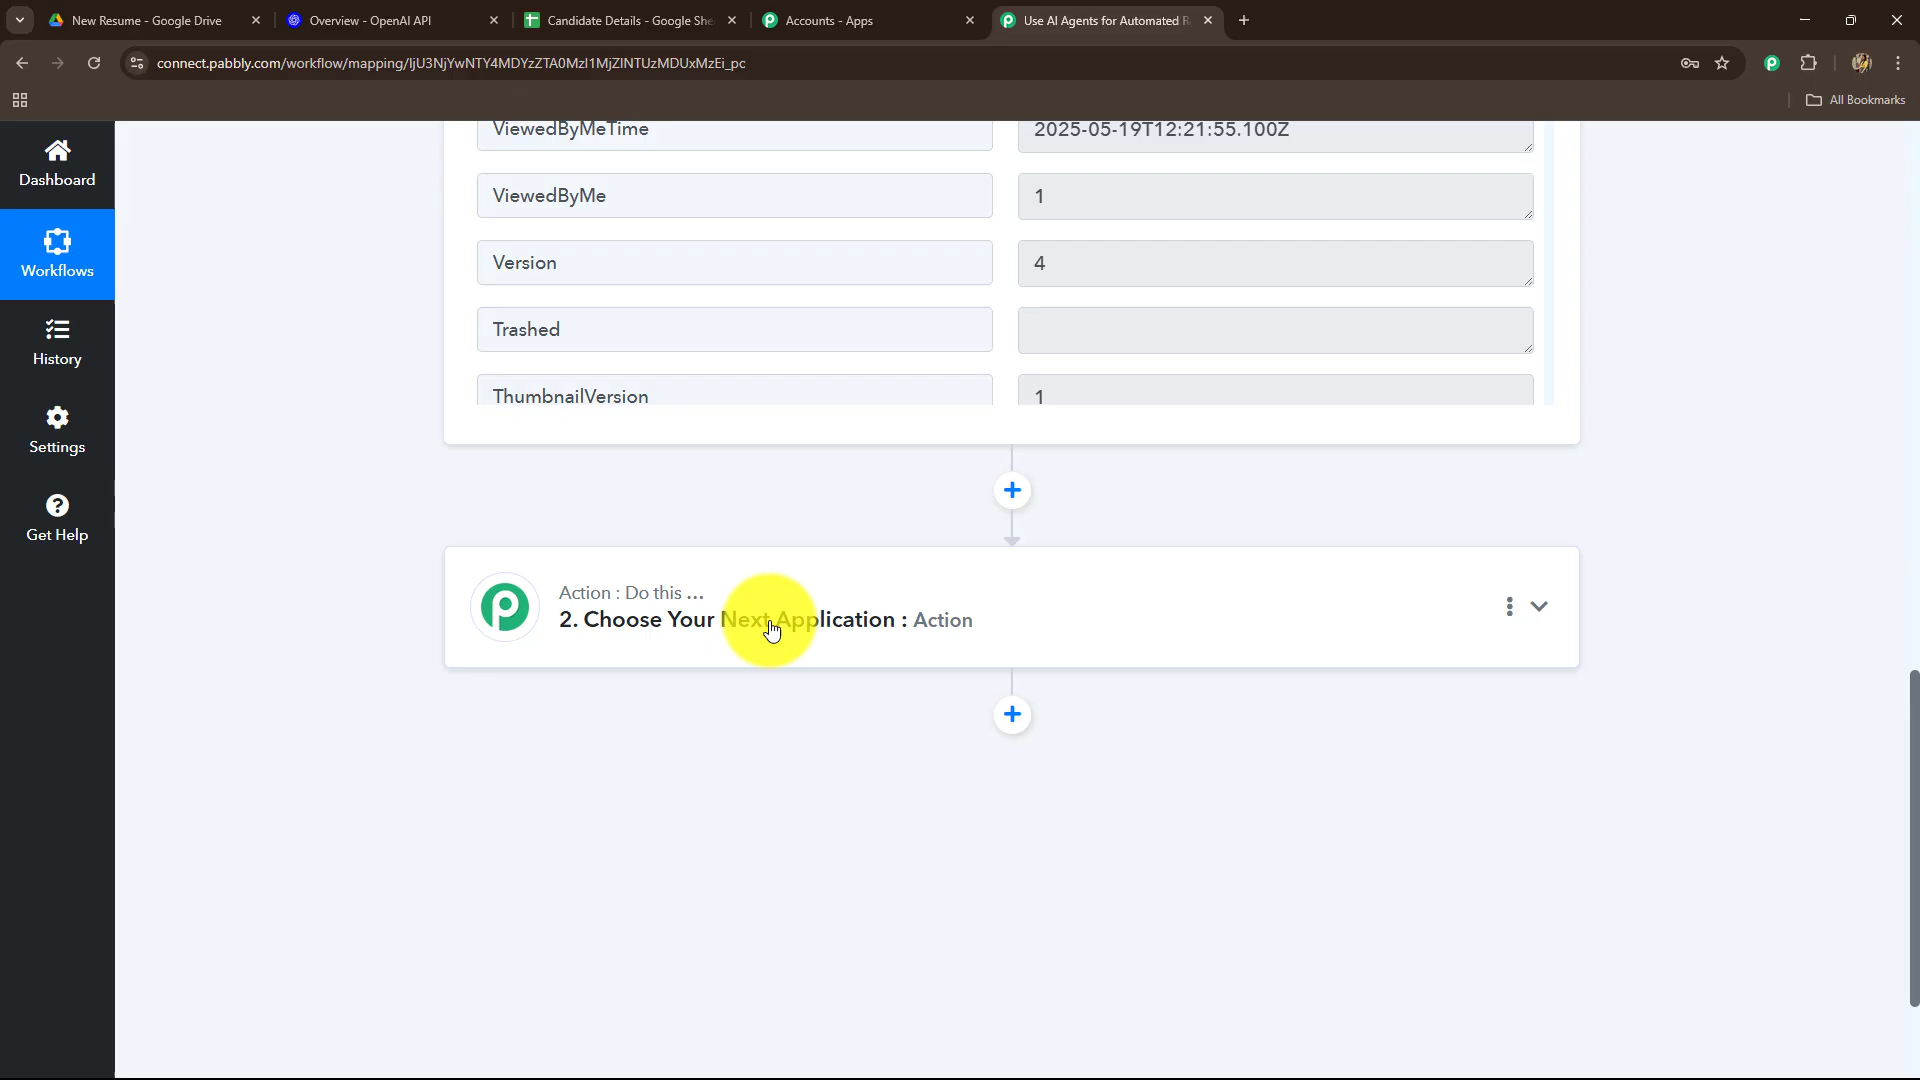 New Resume - Google Drive
Overview - OpenAI API
Candidate Details - Google She
Accounts - Apps
Use AI Agents for Automated R
connect.pabbly.com/workflow/mapping/IjU3NjYwNTY4MDYzZTA0MzI1MjZlNTUzMDUxMzEi_pc
All Bookmarks
Dashboard
Workflows
History
Settings
Get Help
ViewedByMeTime
2025-05-19T12:21:55.100Z
ViewedByMe
1
Version
4
Trashed
ThumbnailVersion
1
Action : Do this ...
2. Choose Your Next Application : Action